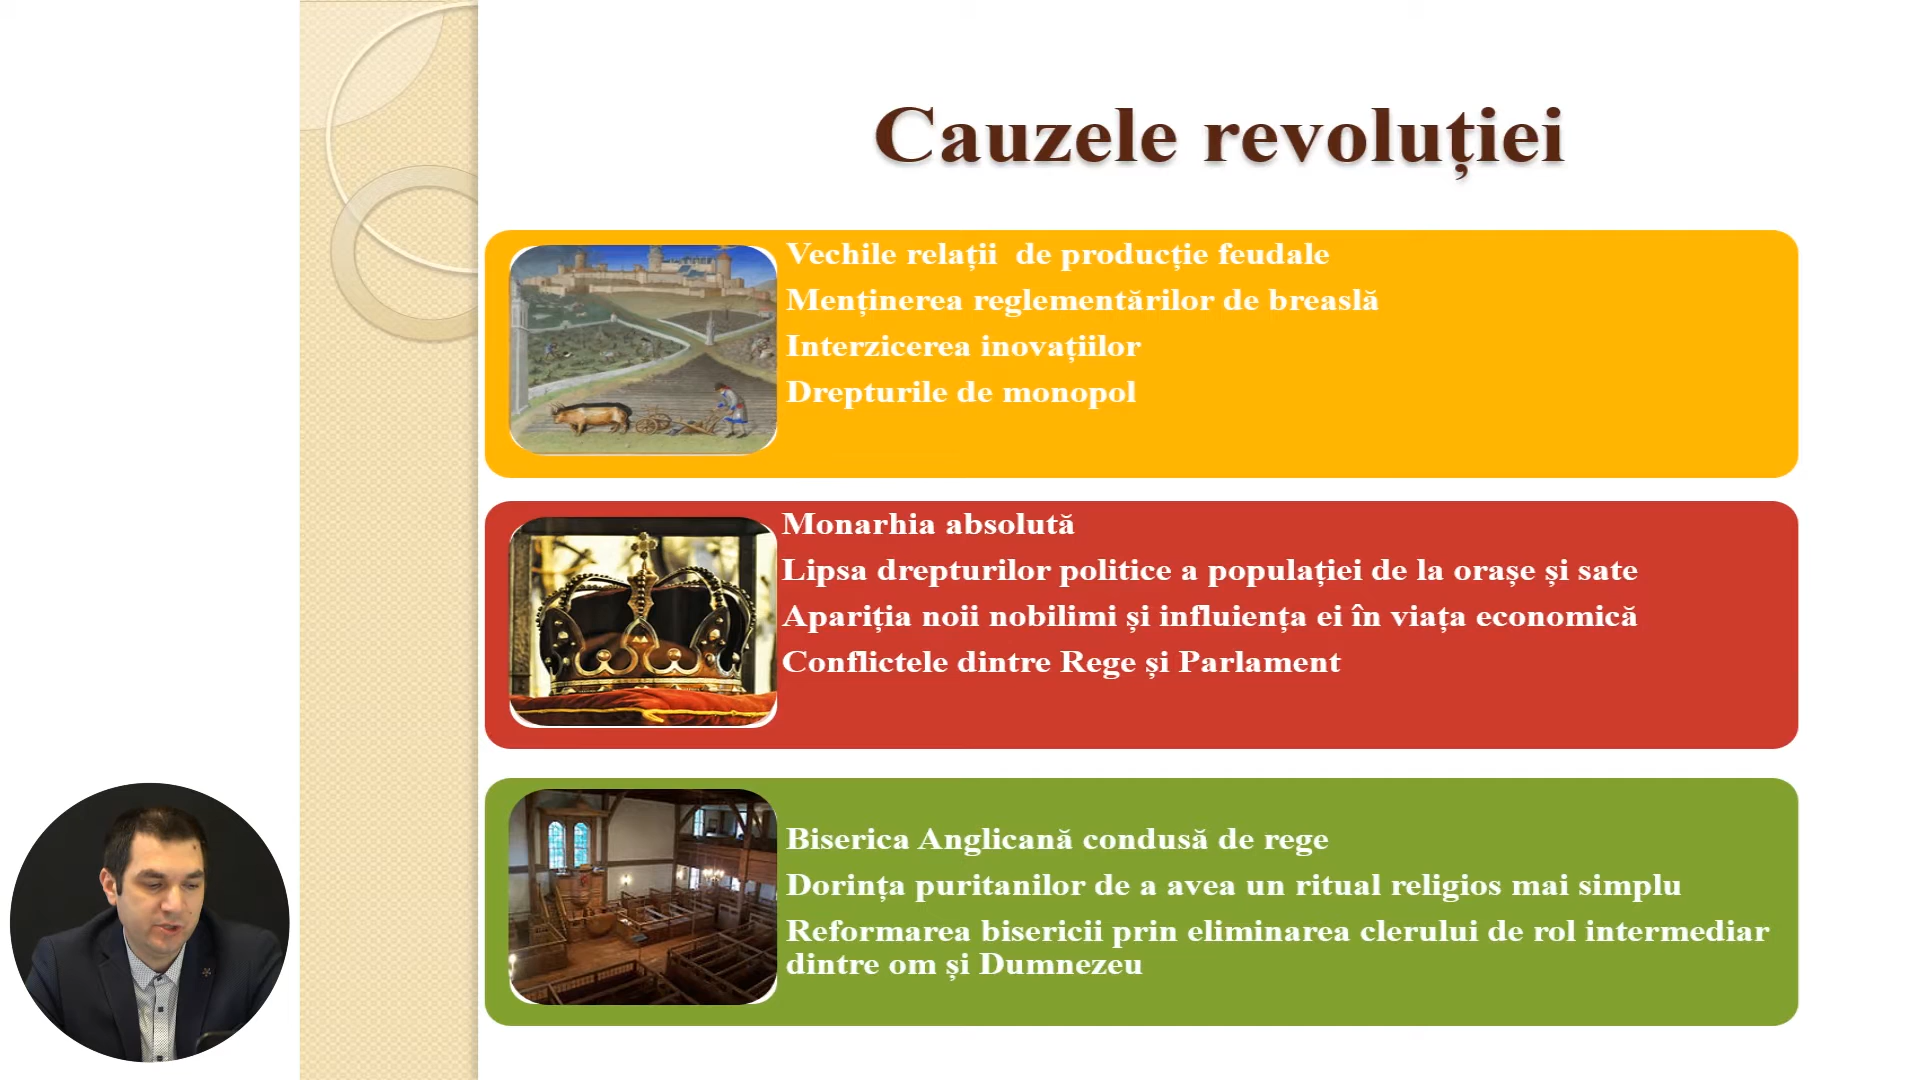 Cauzele revoluției
Vechile relații de producție feudale
Menținerea reglementărilor de breaslă
Interzicerea inovațiilor
Drepturile de monopol
Monarhia absolută
Lipsa drepturilor politice a populației de la orașe și sate
Apariția noii nobilimi și influiența ei în viața economică
Conflictele dintre Rege și Parlament
Biserica Anglicană condusă de rege
Dorința puritanilor de a avea un ritual religios mai simplu
Reformarea bisericii prin eliminarea clerului de rol intermediar
dintre om și Dumnezeu